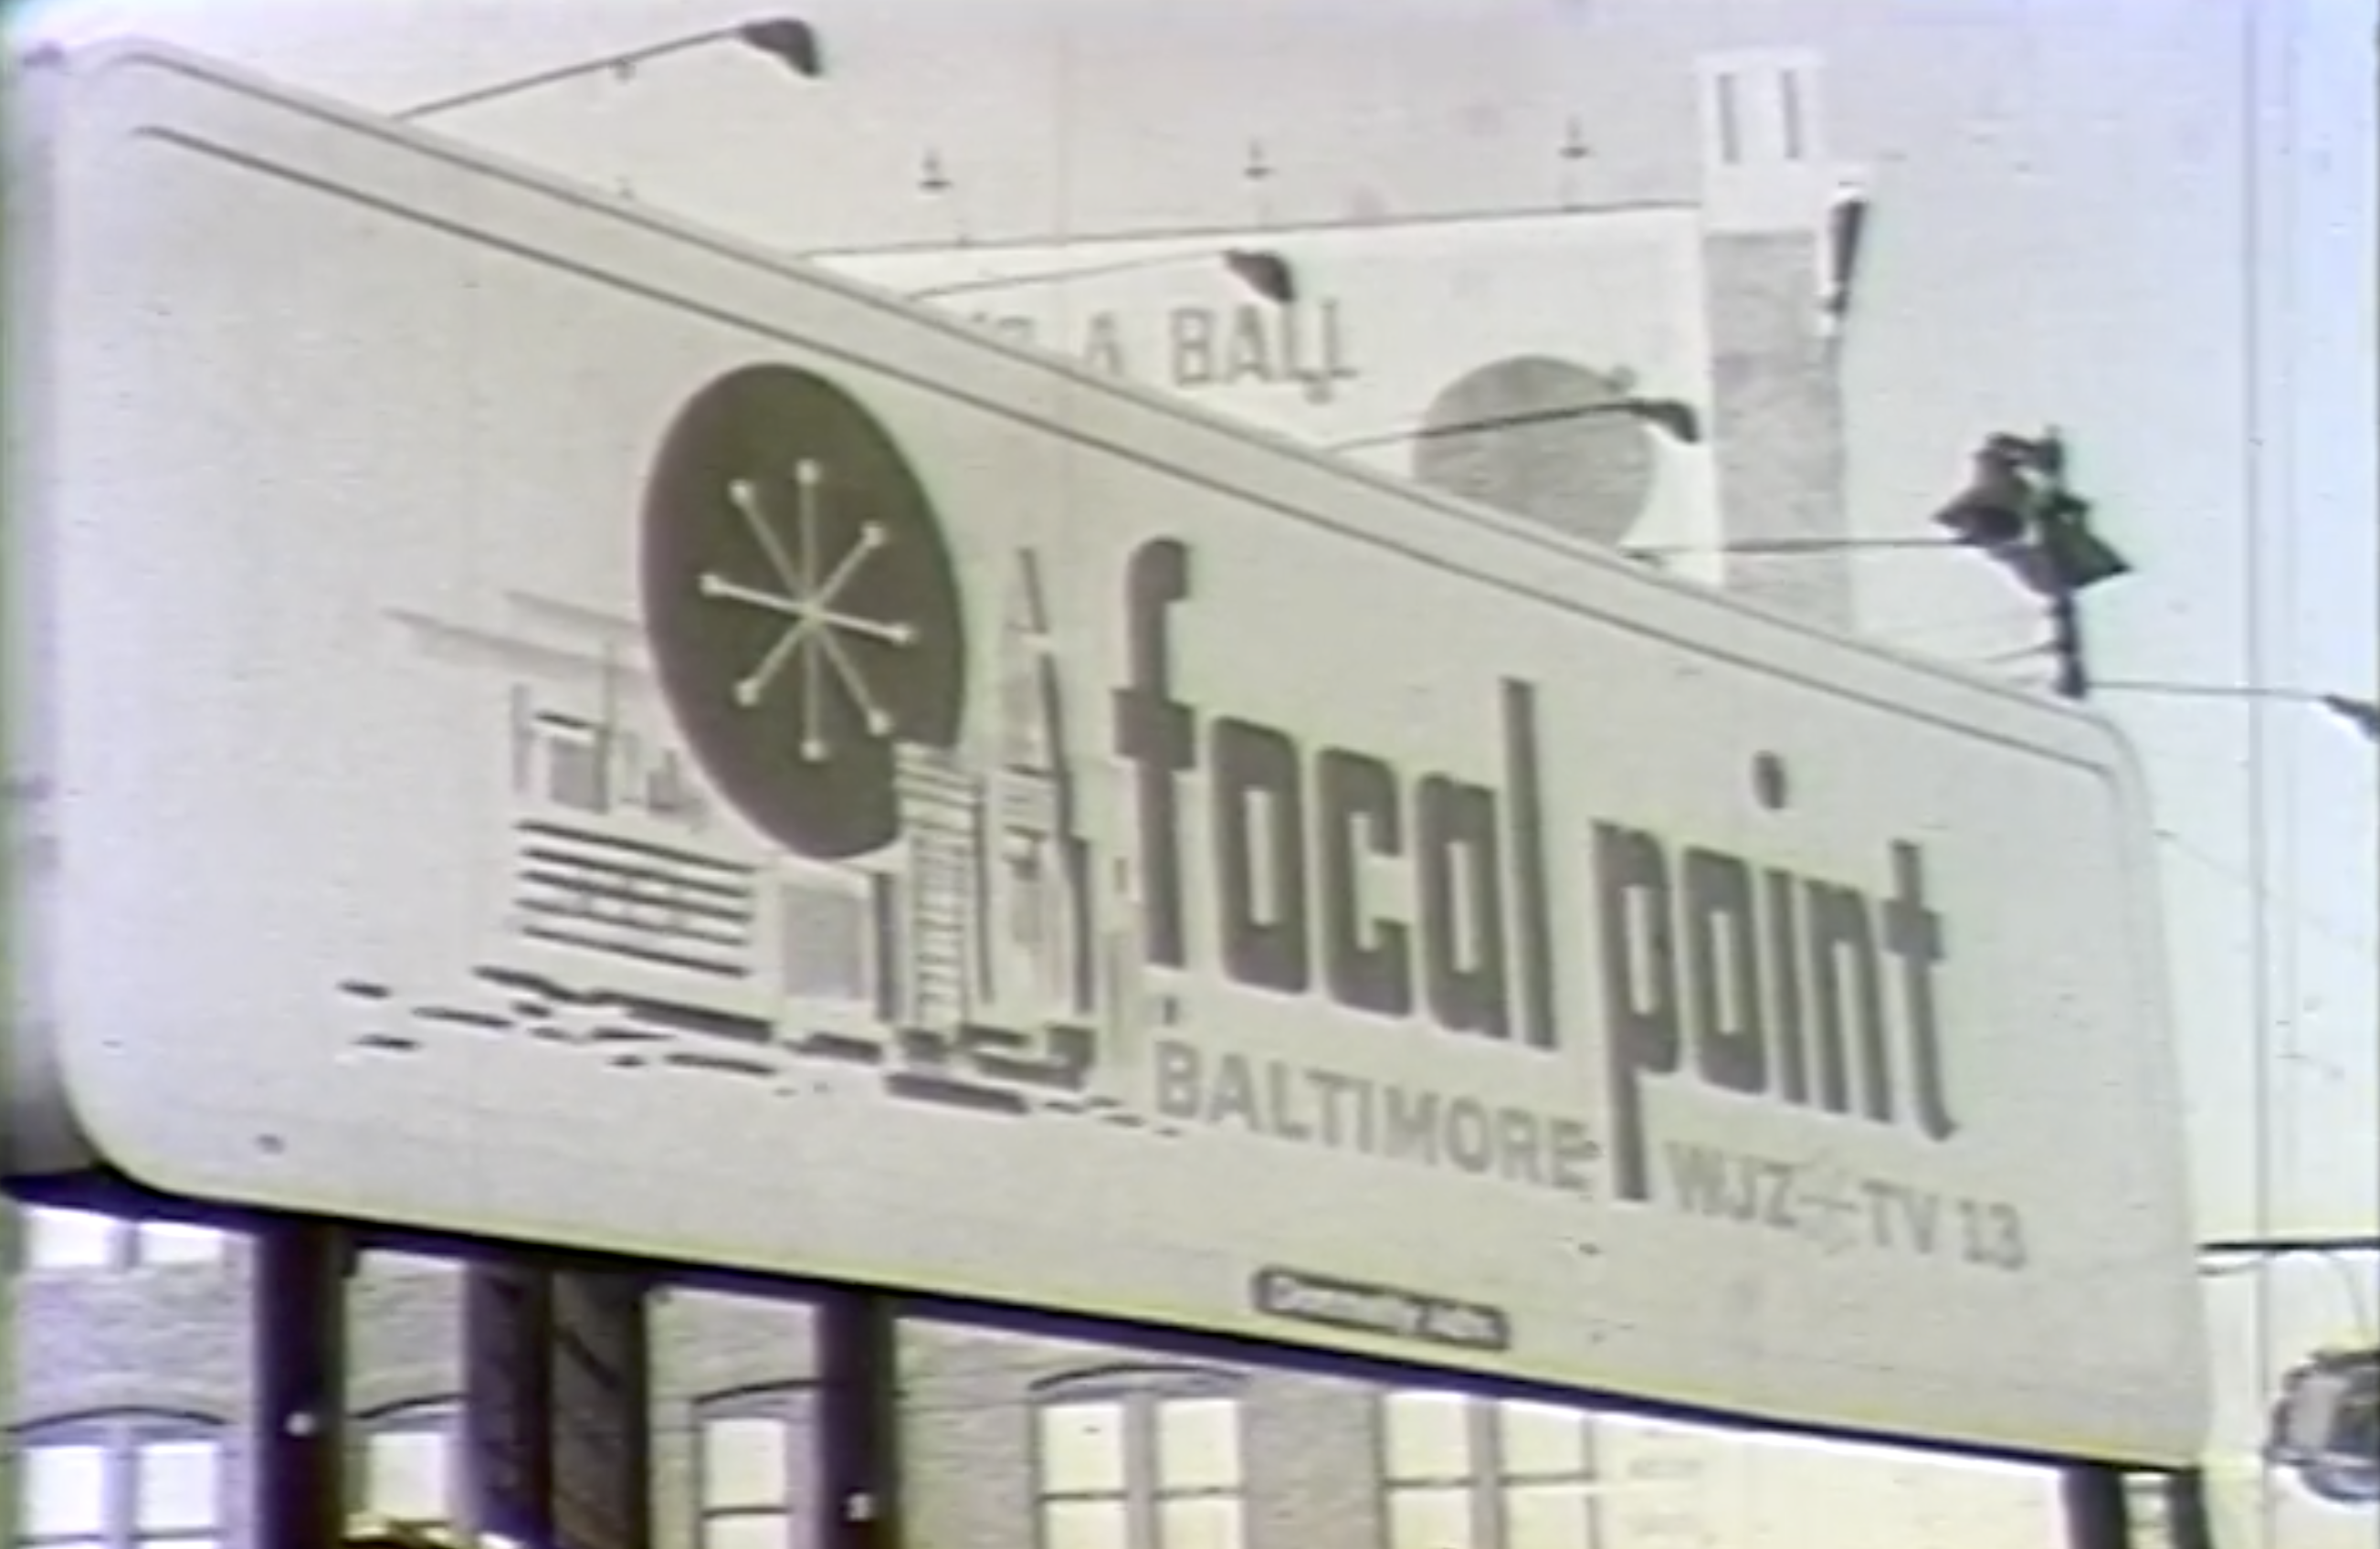 A BALL
focal point
BALTIMORE WJZ TV 13